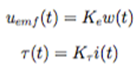 u_{emf}(t) = K_e w(t)
τ(t) = K_τ i(t)